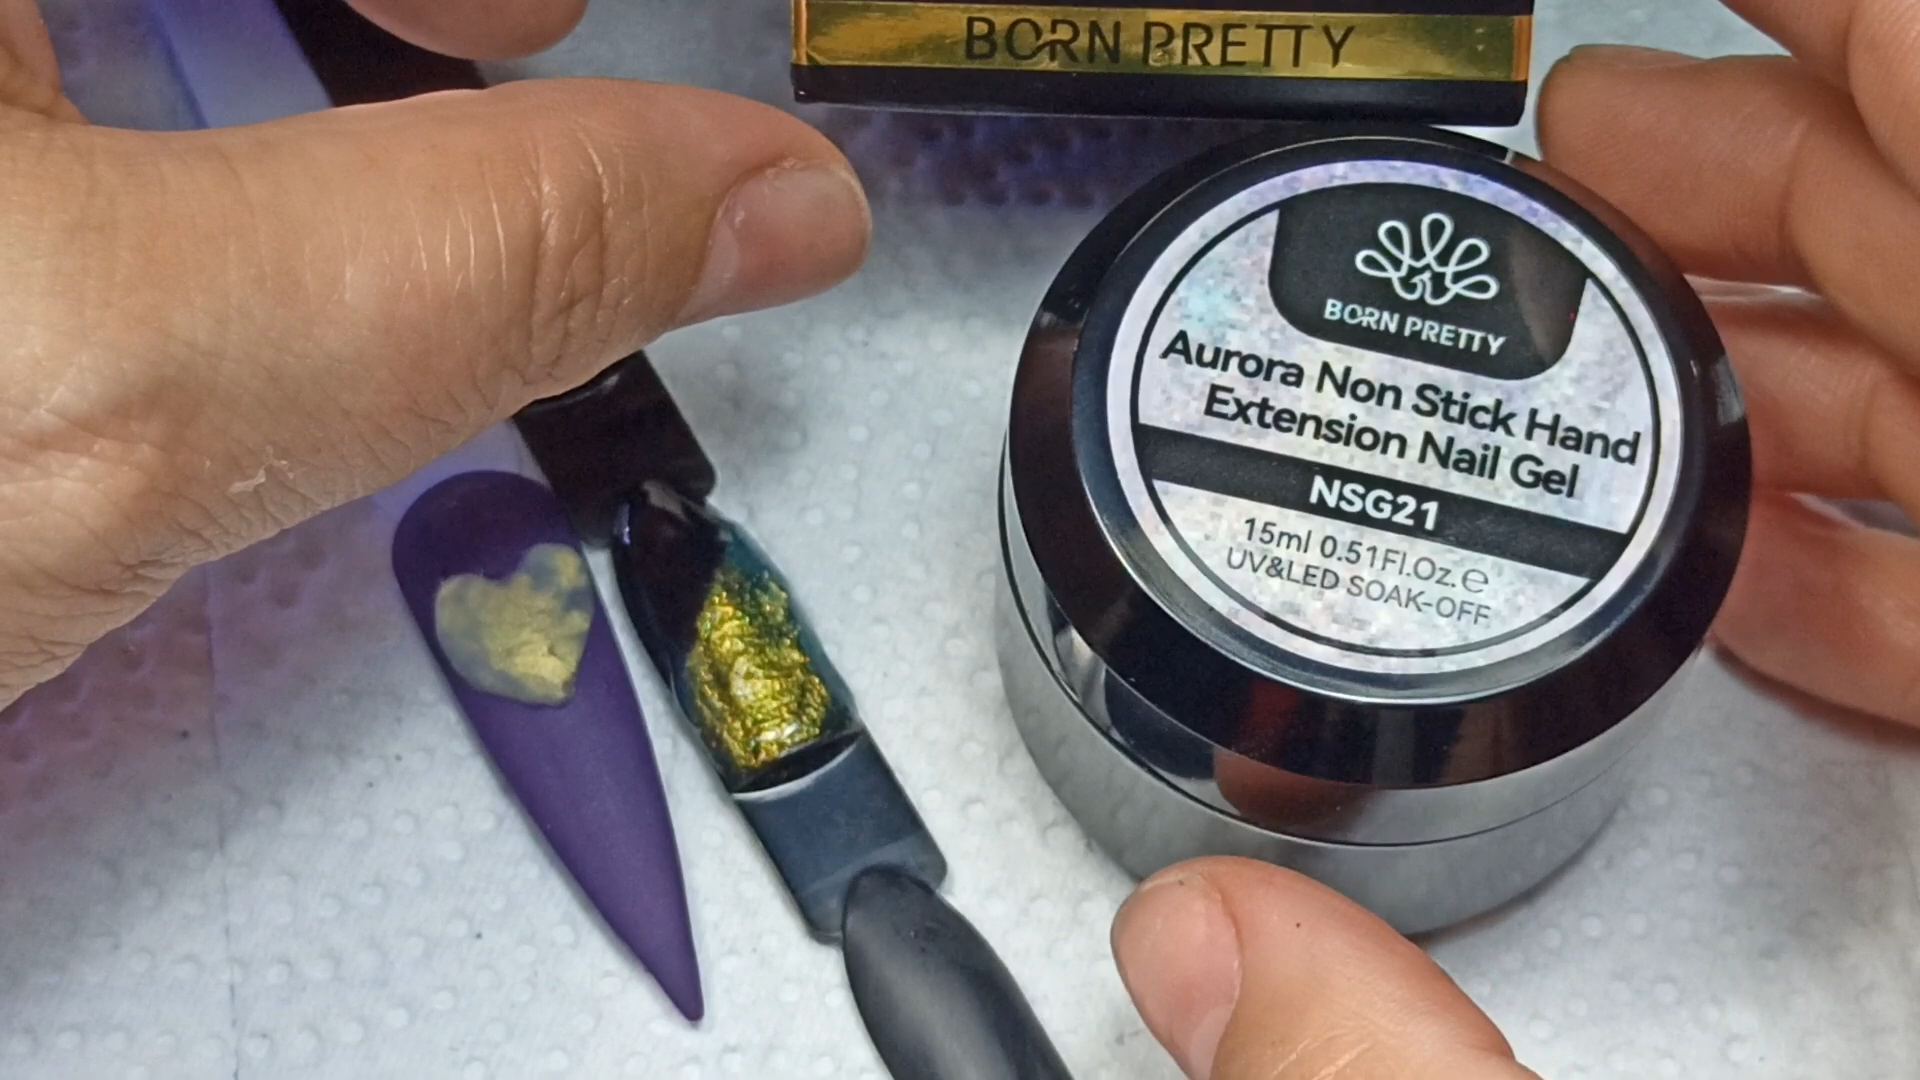 BORN PRETTY
BORN PRETTY
Aurora Non Stick Hand
Extension Nail Gel
NSG21
15ml 0.51Fl.Oz.℮
UV&LED SOAK-OFF